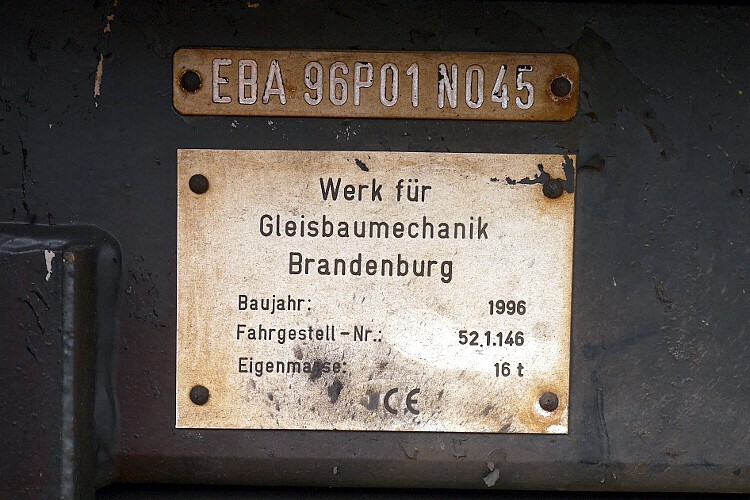 EBA 96P01 N045
Werk für
Gleisbaumechanik
Brandenburg
Baujahr: 1996
Fahrgestell-Nr.: 52.1.146
Eigenmasse: 16 t
CE